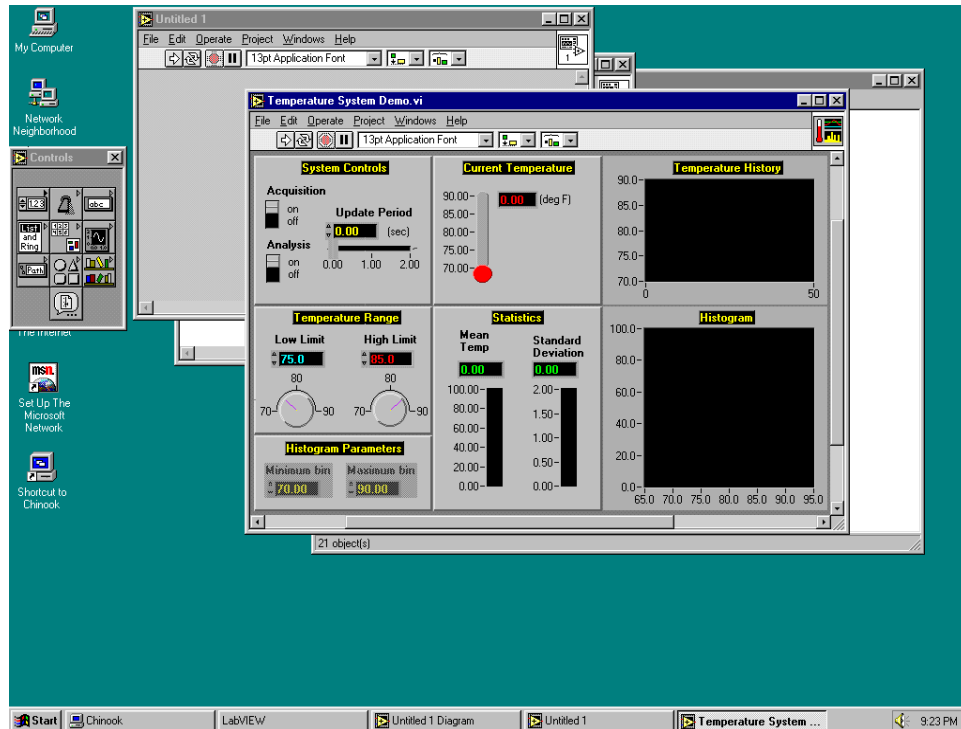 My Computer
Network
Neighborhood
Controls
123
abc
List
and
Ring
123
Path
The Internet
Set Up The
Microsoft
Network
Shortcut to
Chinook
Untitled 1
File Edit Operate Project Windows Help
13pt Application Font
1
Temperature System Demo.vi
File Edit Operate Project Windows Help
13pt Application Font
System Controls
Acquisition
on
off
Update Period
0.00 (sec)
0.00 1.00 2.00
Analysis
on
off
Current Temperature
0.00 (deg F)
90.00
85.00
80.00
75.00
70.00
Temperature History
90.0
85.0
80.0
75.0
70.0
0 50
Temperature Range
Low Limit High Limit
75.0 85.0
80 80
70 90 70 90
Histogram Parameters
Minimum bin Maximum bin
70.00 90.00
Statistics
Mean
Temp
0.00
100.00
80.00
60.00
40.00
20.00
0.00
Standard
Deviation
0.00
2.00
1.50
1.00
0.50
0.00
Histogram
100.0
80.0
60.0
40.0
20.0
0.0
65.0 70.0 75.0 80.0 85.0 90.0 95.0
21 object(s)
Start Chinook LabVIEW Untitled 1 Diagram Untitled 1 Temperature System ... 9:23 PM